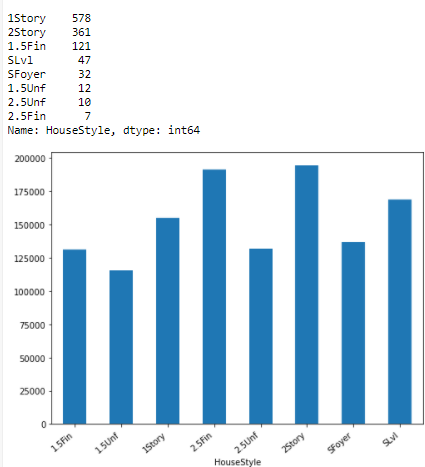 1Story 578
2Story 361
1.5Fin 121
SLvl 47
SFoyer 32
1.5Unf 12
2.5Unf 10
2.5Fin 7
Name: HouseStyle, dtype: int64
200000
175000
150000
125000
100000
75000
50000
25000
0
1.5Fin 1.5Unf 1Story 2.5Fin 2.5Unf 2Story SFoyer SLvl
HouseStyle